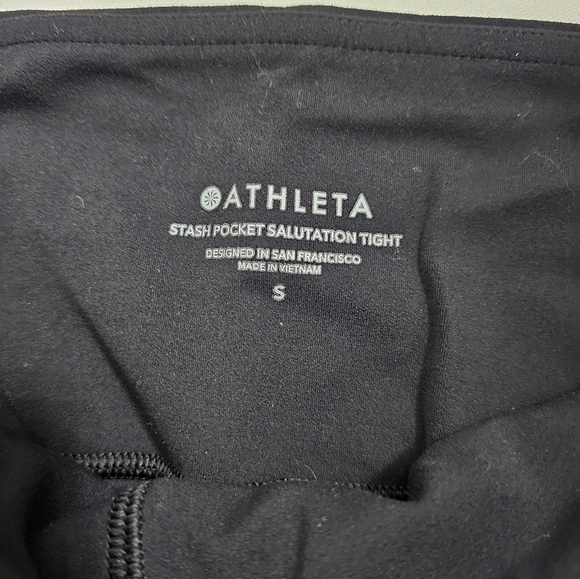 ATHLETA
STASH POCKET SALUTATION TIGHT
DESIGNED IN SAN FRANCISCO
MADE IN VIETNAM
S